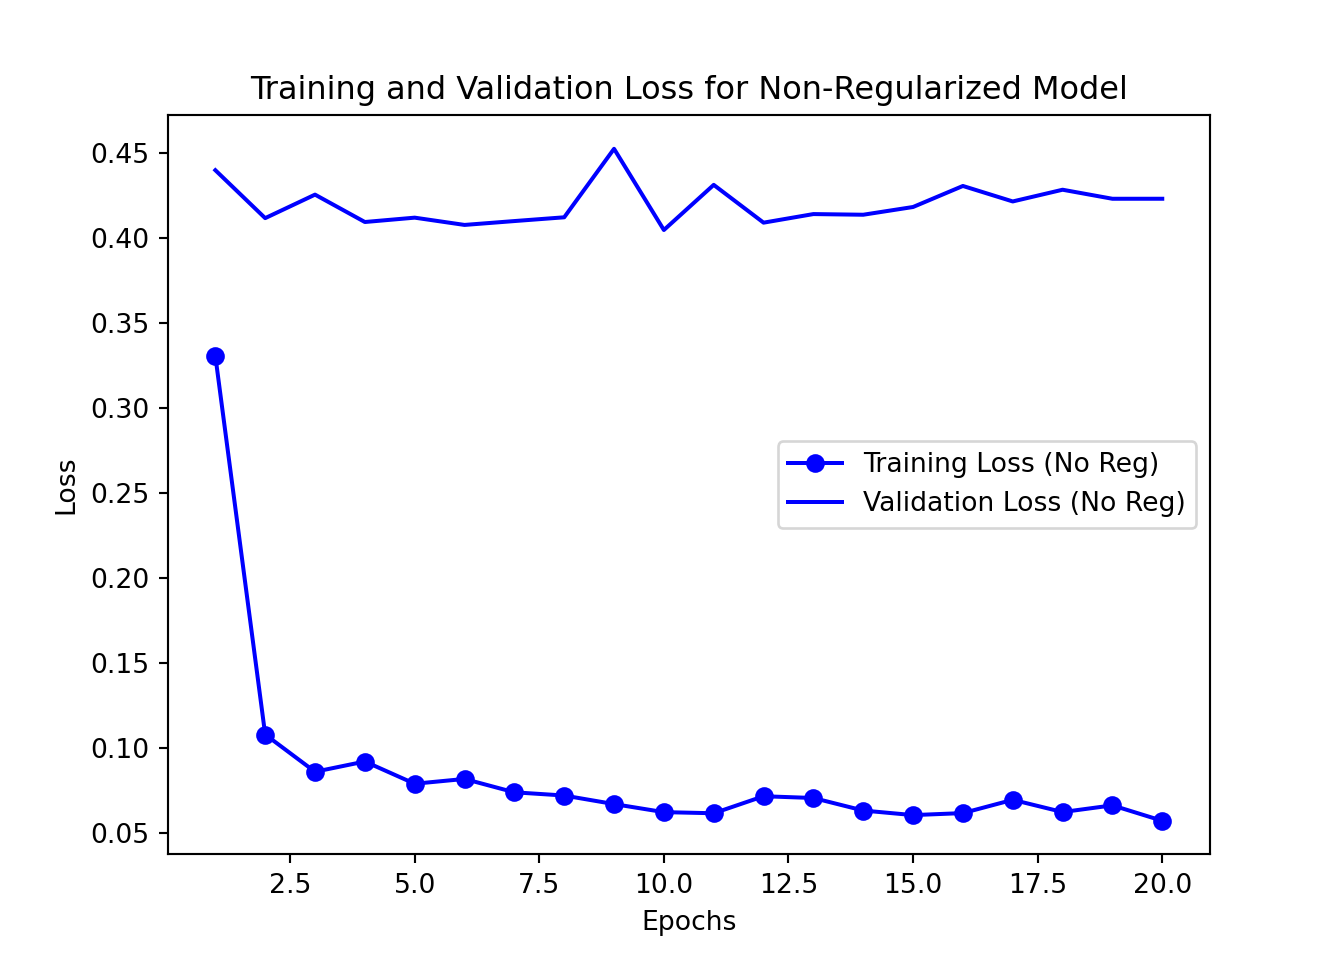 Training and Validation Loss for Non-Regularized Model
0.45
0.40
0.35
0.30
0.25
0.20
0.15
0.10
0.05
Loss
Training Loss (No Reg)
Validation Loss (No Reg)
2.5 5.0 7.5 10.0 12.5 15.0 17.5 20.0
Epochs